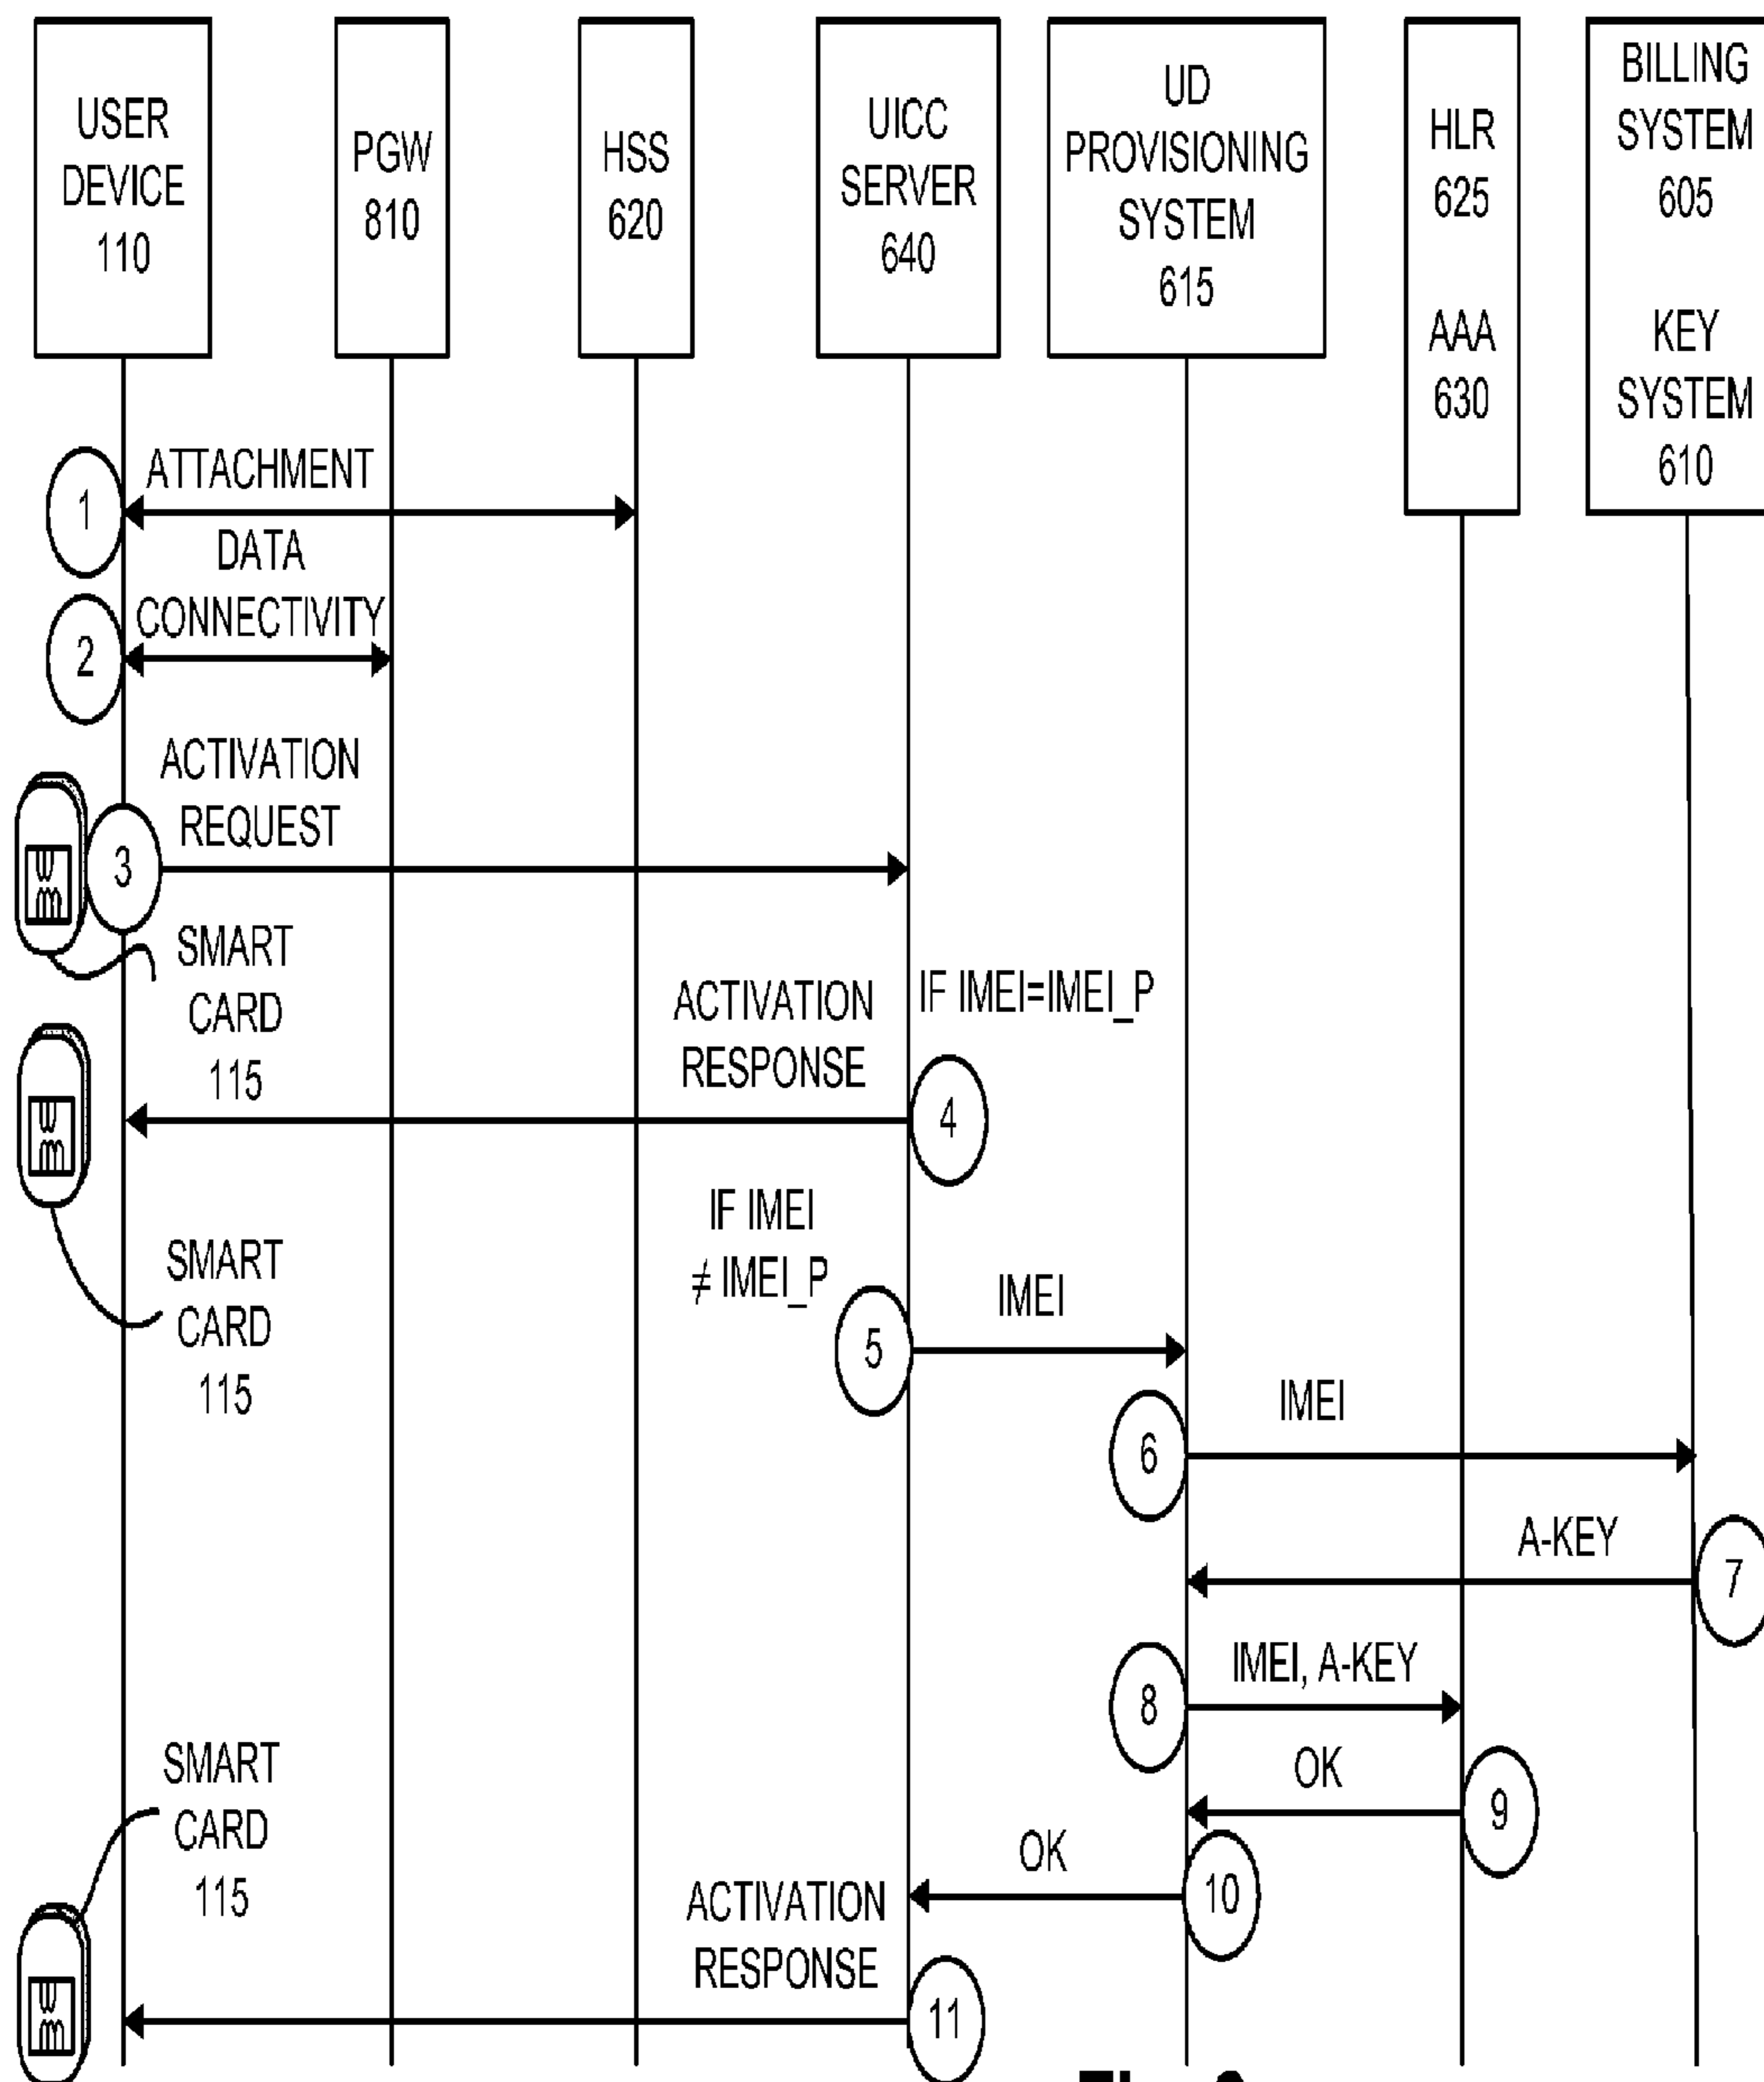 USER
DEVICE
110
PGW
810
HSS
620
UICC
SERVER
640
UD
PROVISIONING
SYSTEM
615
HLR
625
AAA
630
BILLING
SYSTEM
605
KEY
SYSTEM
610
1
ATTACHMENT
2
DATA
CONNECTIVITY
3
ACTIVATION
REQUEST
SMART
CARD
115
IF IMEI=IMEI_P
ACTIVATION
RESPONSE
4
SMART
CARD
115
IF IMEI
≠ IMEI_P
5
IMEI
6
IMEI
A-KEY
7
8
IMEI, A-KEY
OK
9
OK
10
SMART
CARD
115
ACTIVATION
RESPONSE
11